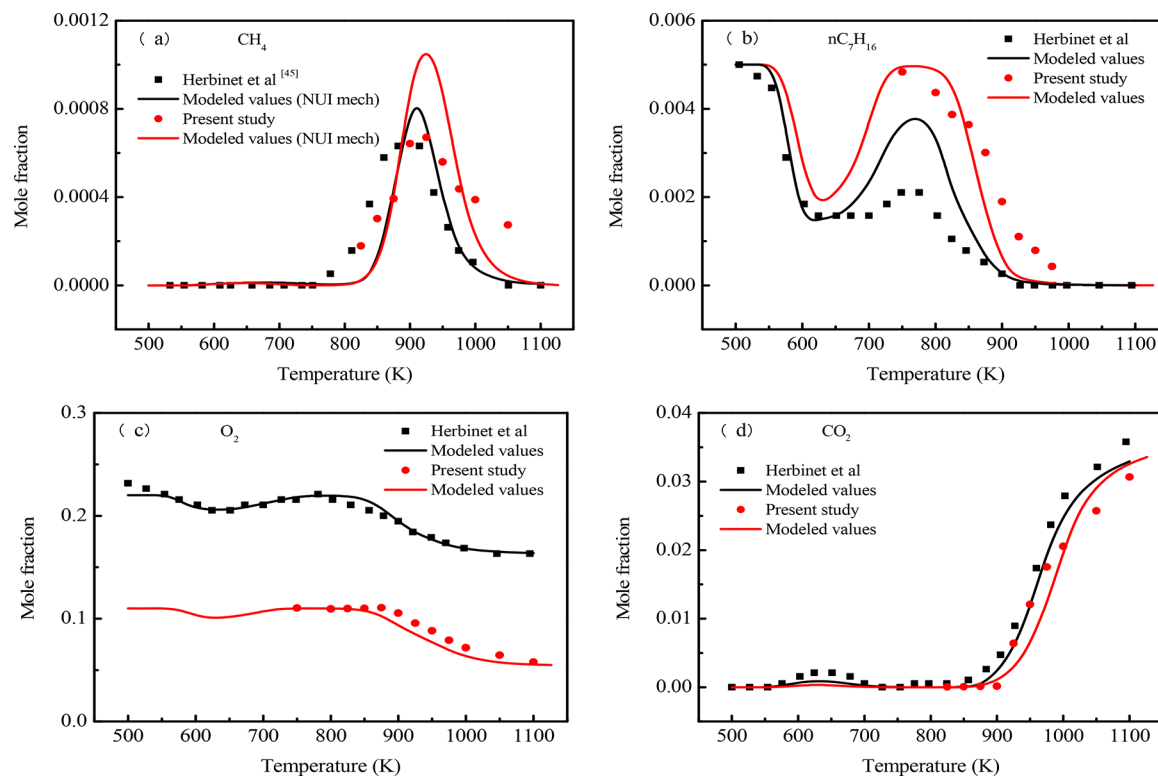 0.0012
( a) CH4
Herbinet et al [45]
Modeled values (NUI mech)
Present study
Modeled values (NUI mech)
0.0008
0.0004
0.0000
Mole fraction
500 600 700 800 900 1000 1100
Temperature (K)
0.006
( b) nC7H16
Herbinet et al
Modeled values
Present study
Modeled values
0.004
0.002
0.000
Mole fraction
500 600 700 800 900 1000 1100
Temperature (K)
0.3
( c) O2
Herbinet et al
Modeled values
Present study
Modeled values
0.2
0.1
0.0
Mole fraction
500 600 700 800 900 1000 1100
Temperature (K)
0.04
( d) CO2
Herbinet et al
Modeled values
Present study
Modeled values
0.03
0.02
0.01
0.00
Mole fraction
500 600 700 800 900 1000 1100
Temperature (K)